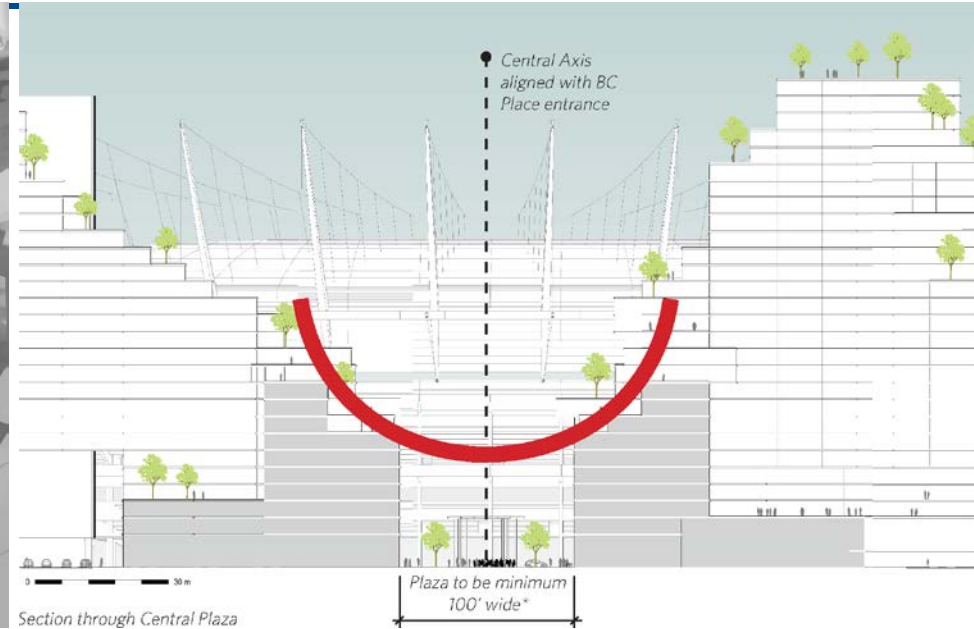 Central Axis
aligned with BC
Place entrance
0 30 m
Plaza to be minimum
100' wide*
Section through Central Plaza